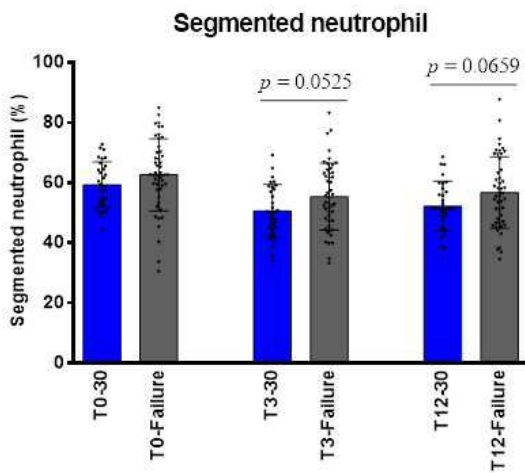 Segmented neutrophil
p = 0.0525
p = 0.0659
Segmented neutrophil (%)
100
80
60
40
20
0
T0-30
T0-Failure
T3-30
T3-Failure
T12-30
T12-Failure